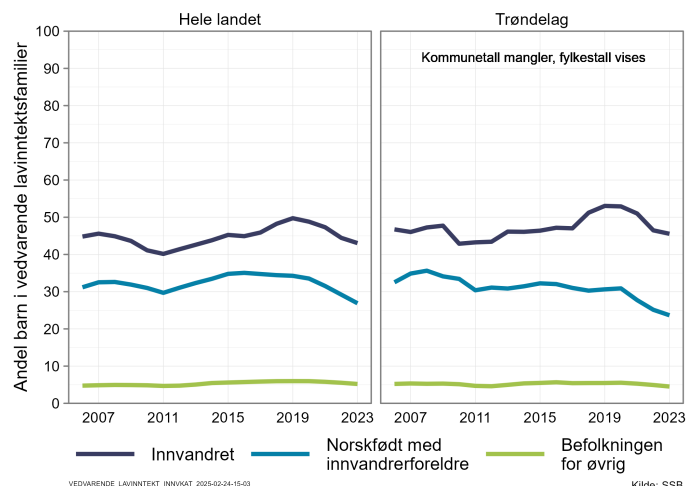 Hele landet
Trøndelag
Kommunetall mangler, fylkestall vises
Andel barn i vedvarende lavinntektsfamilier
100
90
80
70
60
50
40
30
20
10
0
2007 2011 2015 2019 2023
2007 2011 2015 2019 2023
Innvandret
Norskfødt med
innvandrerforeldre
Befolkningen
for øvrig
VEDVARENDE_LAVINNTEKT_INNVKAT_2025-02-24-15-03
Kilde: SSB